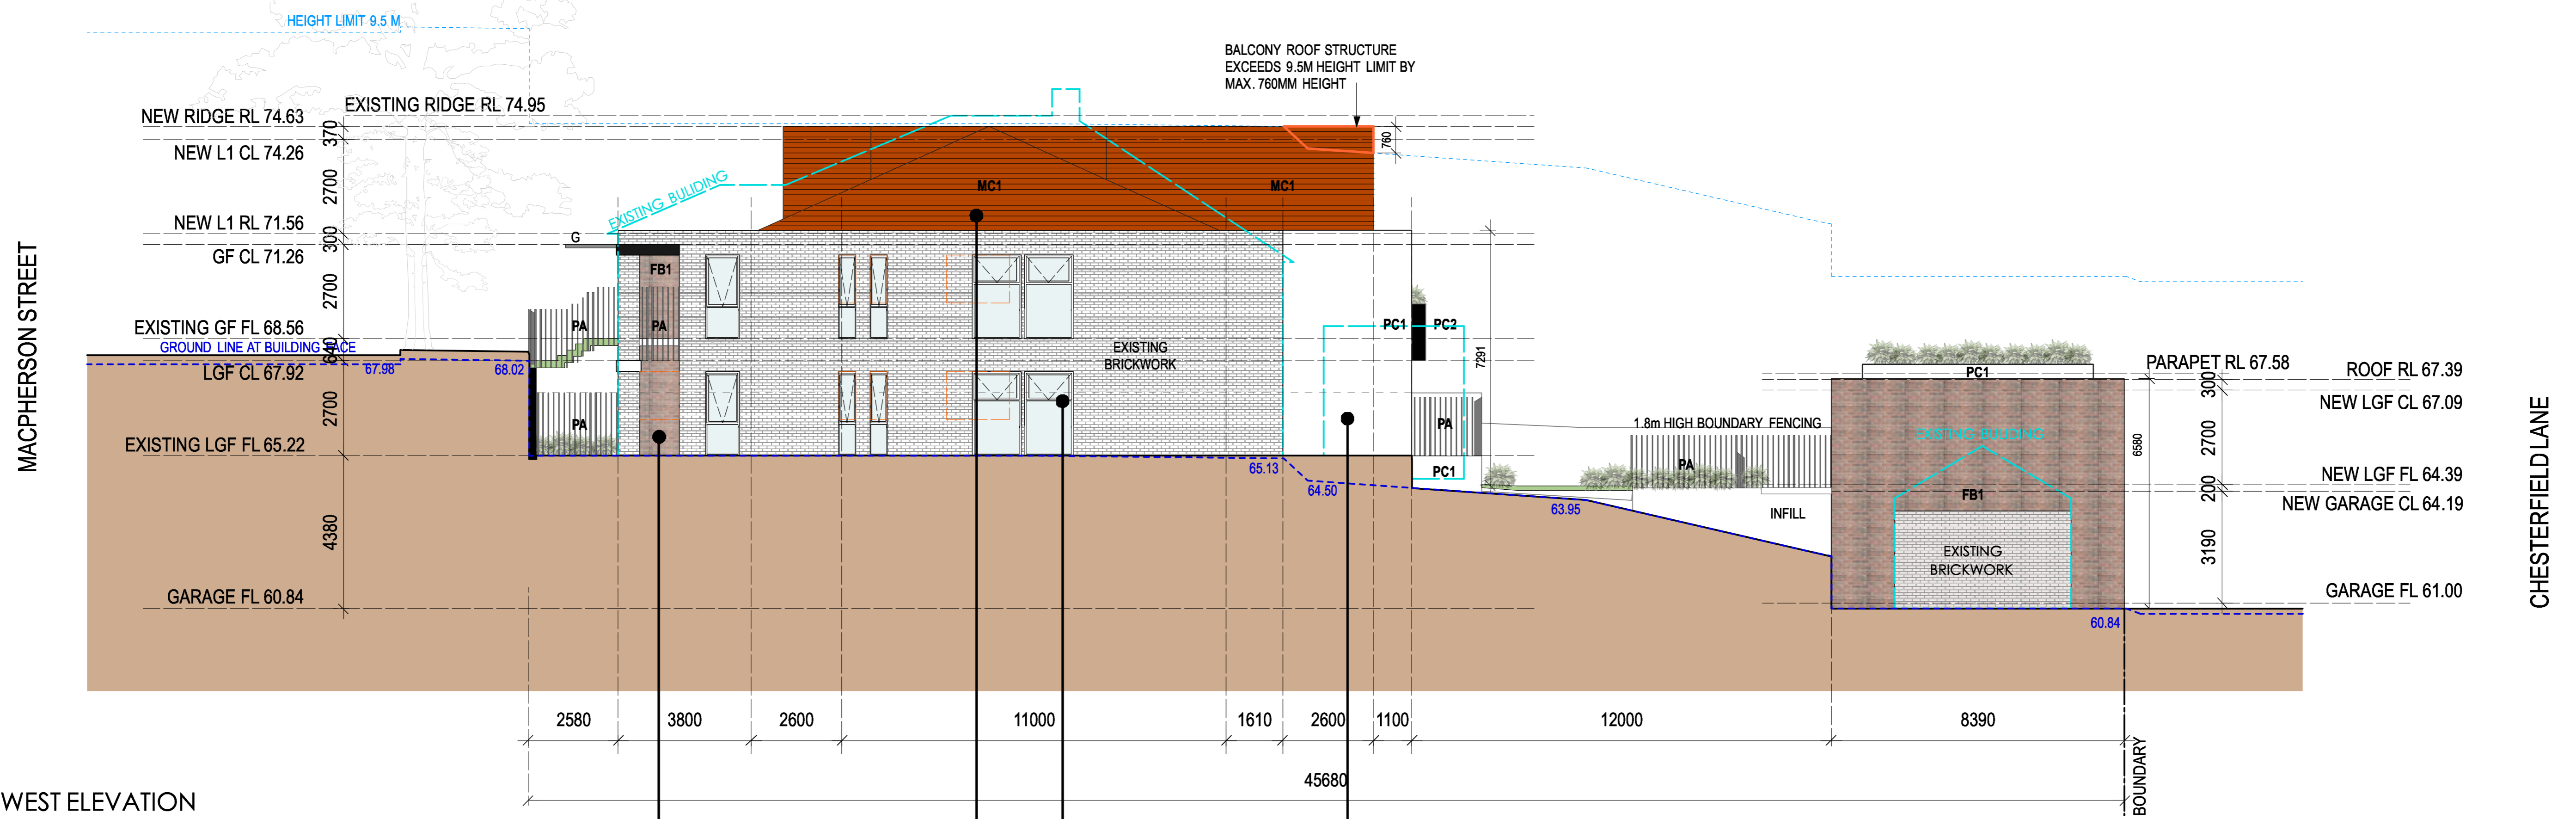 HEIGHT LIMIT 9.5 M
BALCONY ROOF STRUCTURE
EXCEEDS 9.5M HEIGHT LIMIT BY
MAX. 760MM HEIGHT
EXISTING RIDGE RL 74.95
NEW RIDGE RL 74.63
370
760
NEW L1 CL 74.26
2700
EXISTING BULIDING
MC1
MC1
NEW L1 RL 71.56
300
G
GF CL 71.26
FB1
2700
PA
PA
EXISTING GF FL 68.56
PC1
PC2
GROUND LINE AT BUILDING
640
EXISTING
BRICKWORK
7291
67.98
68.02
LGF CL 67.92
PARAPET RL 67.58
ROOF RL 67.39
PC1
300
NEW LGF CL 67.09
2700
PA
PA
1.8m HIGH BOUNDARY FENCING
EXISTING BULIDING
6580
2700
EXISTING LGF FL 65.22
65.13
PC1
PA
64.50
NEW LGF FL 64.39
200
FB1
NEW GARAGE CL 64.19
63.95
INFILL
4380
EXISTING
BRICKWORK
3190
GARAGE FL 60.84
GARAGE FL 61.00
60.84
MACPHERSON STREET
CHESTERFIELD LANE
2580
3800
2600
11000
1610
2600
1100
12000
8390
45680
BOUNDARY
WEST ELEVATION